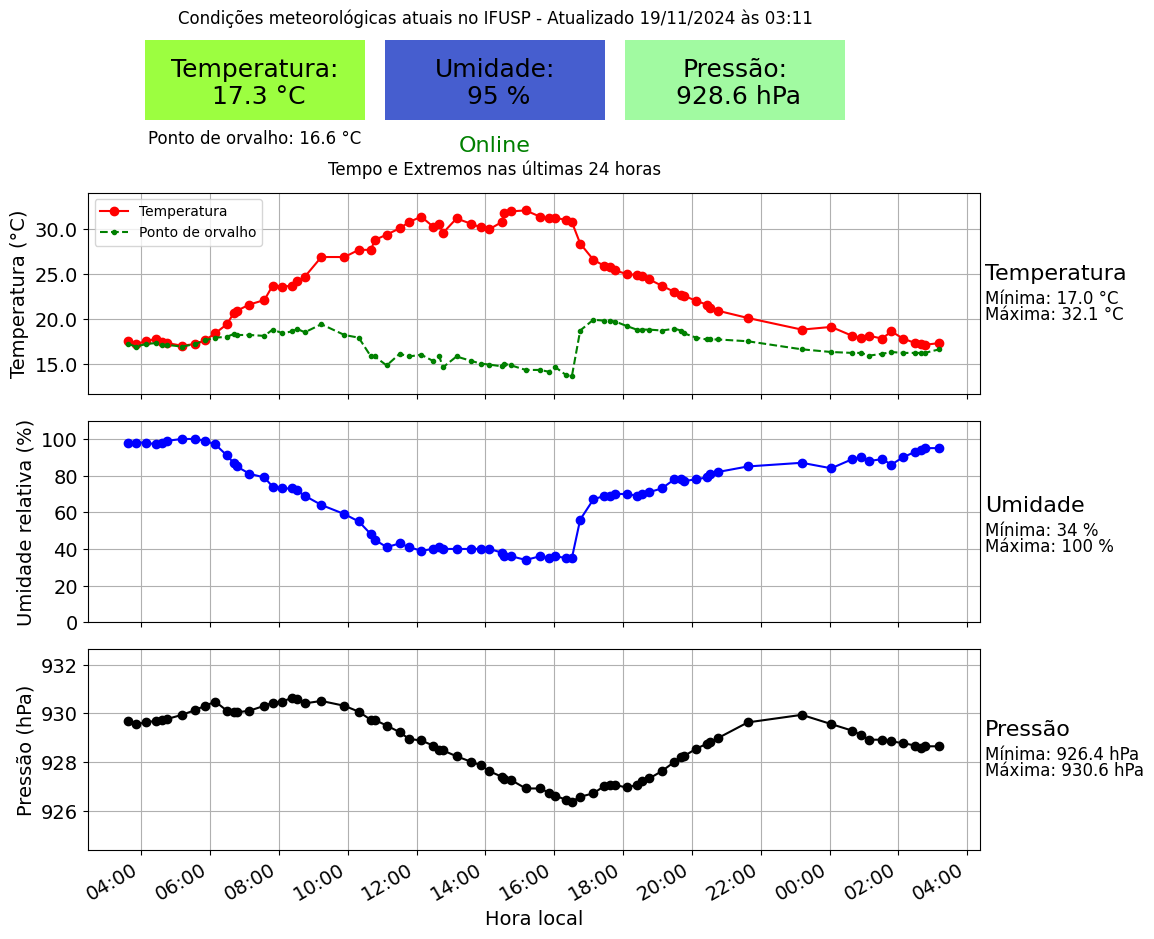 Condições meteorológicas atuais no IFUSP - Atualizado 19/11/2024 às 03:11
Temperatura:
17.3 °C
Umidade:
95 %
Pressão:
928.6 hPa
Ponto de orvalho: 16.6 °C
Online
Tempo e Extremos nas últimas 24 horas
Temperatura (°C)
30.0
25.0
20.0
15.0
Temperatura
Ponto de orvalho
Temperatura
Mínima: 17.0 °C
Máxima: 32.1 °C
Umidade relativa (%)
100
80
60
40
20
0
Umidade
Mínima: 34 %
Máxima: 100 %
Pressão (hPa)
932
930
928
926
Pressão
Mínima: 926.4 hPa
Máxima: 930.6 hPa
04:00 06:00 08:00 10:00 12:00 14:00 16:00 18:00 20:00 22:00 00:00 02:00 04:00
Hora local